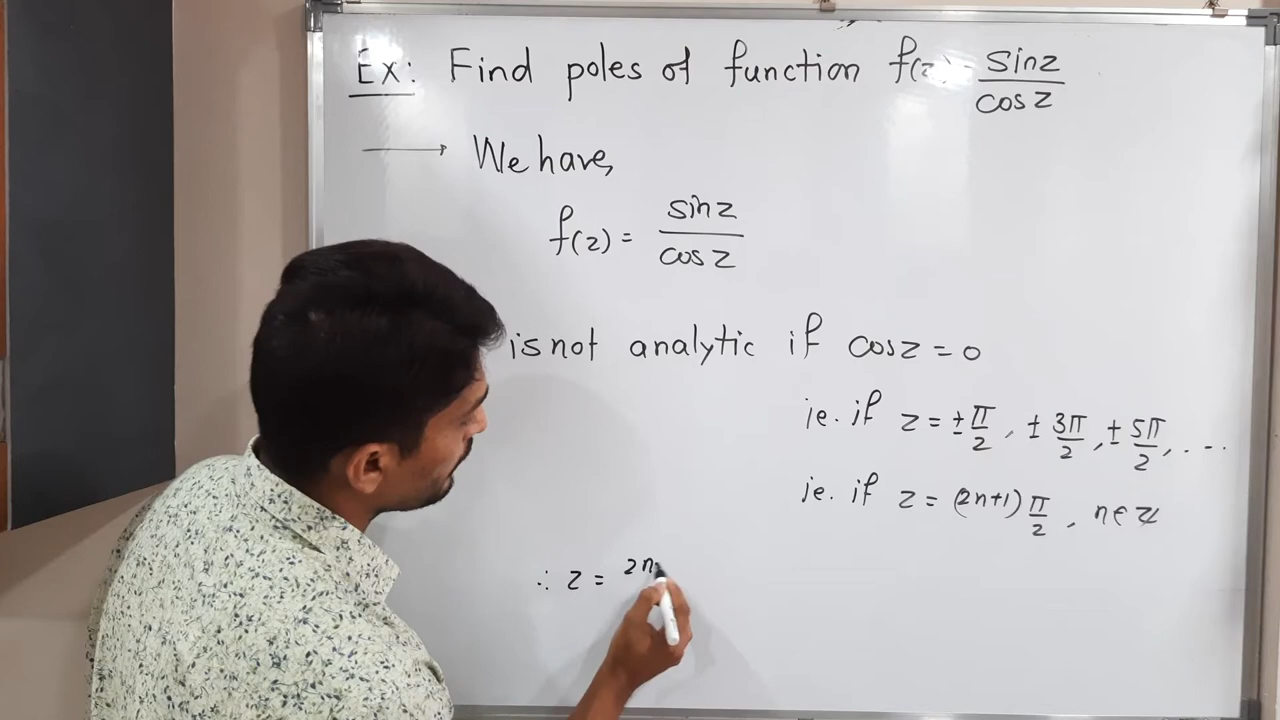 Ex: Find poles of function f(z) = sinz/cosz
→ We have,
f(z) = sinz/cosz
is not analytic if cosz = 0
ie. if z = ±π/2, ±3π/2, ±5π/2, ...
ie. if z = (2n+1)π/2, n∈ℤ
∴ z = 2n